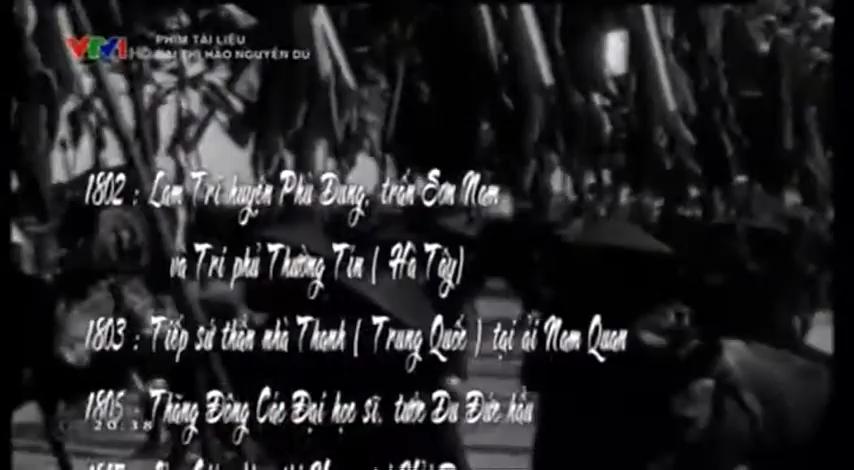 VTV1 HD
PHIM TÀI LIỆU
ĐẠI THI HÀO NGUYỄN DU
1802 : Làm Tri huyện Phù Dung, trấn Sơn Nam
và Tri phủ Thường Tín ( Hà Tây)
1803 : Tiếp sứ thần nhà Thanh ( Trung Quốc ) tại ải Nam Quan
1805 : Thăng Đông Các Đại học sĩ, tước Du Đức hầu
20:38